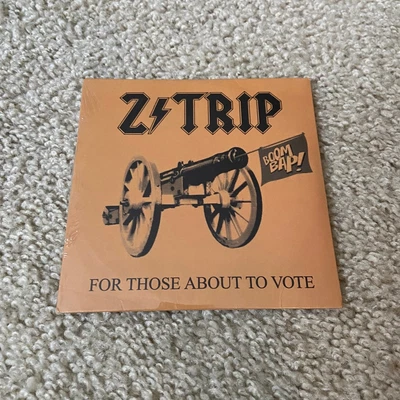 Z⚡TRIP
BOOM
BAP!
FOR THOSE ABOUT TO VOTE